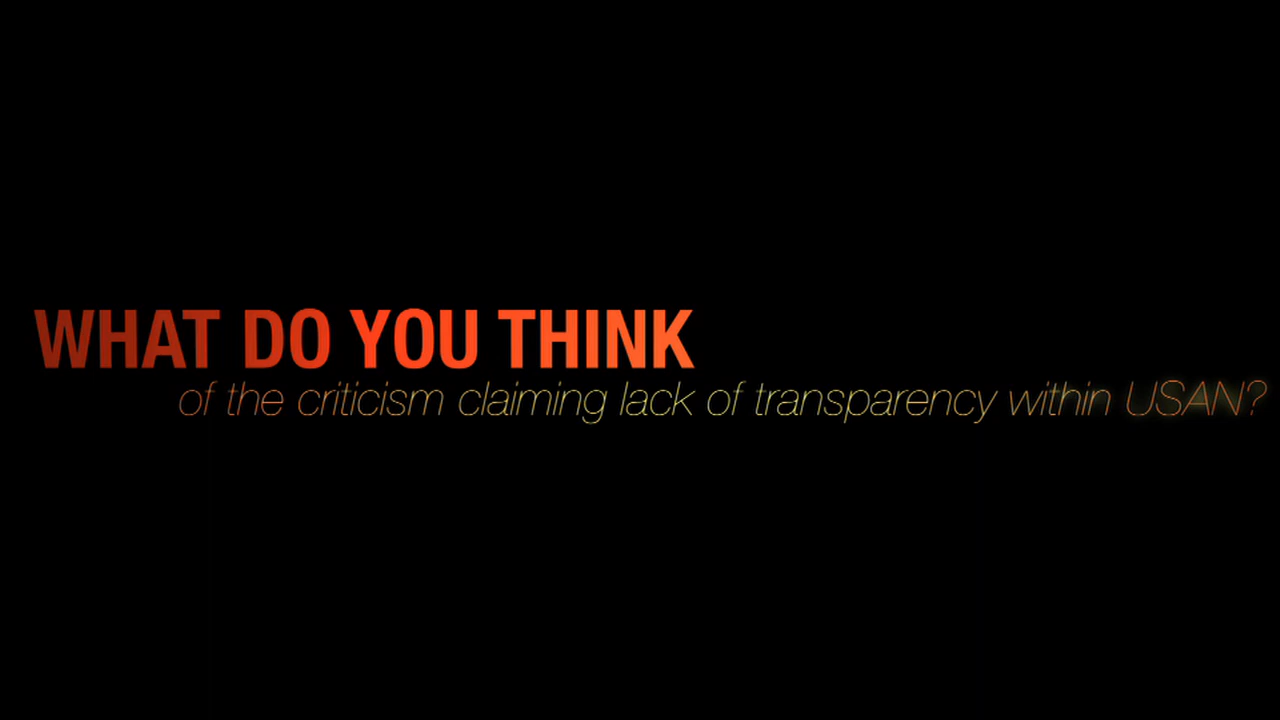 WHAT DO YOU THINK
of the criticism claiming lack of transparency within USAN?